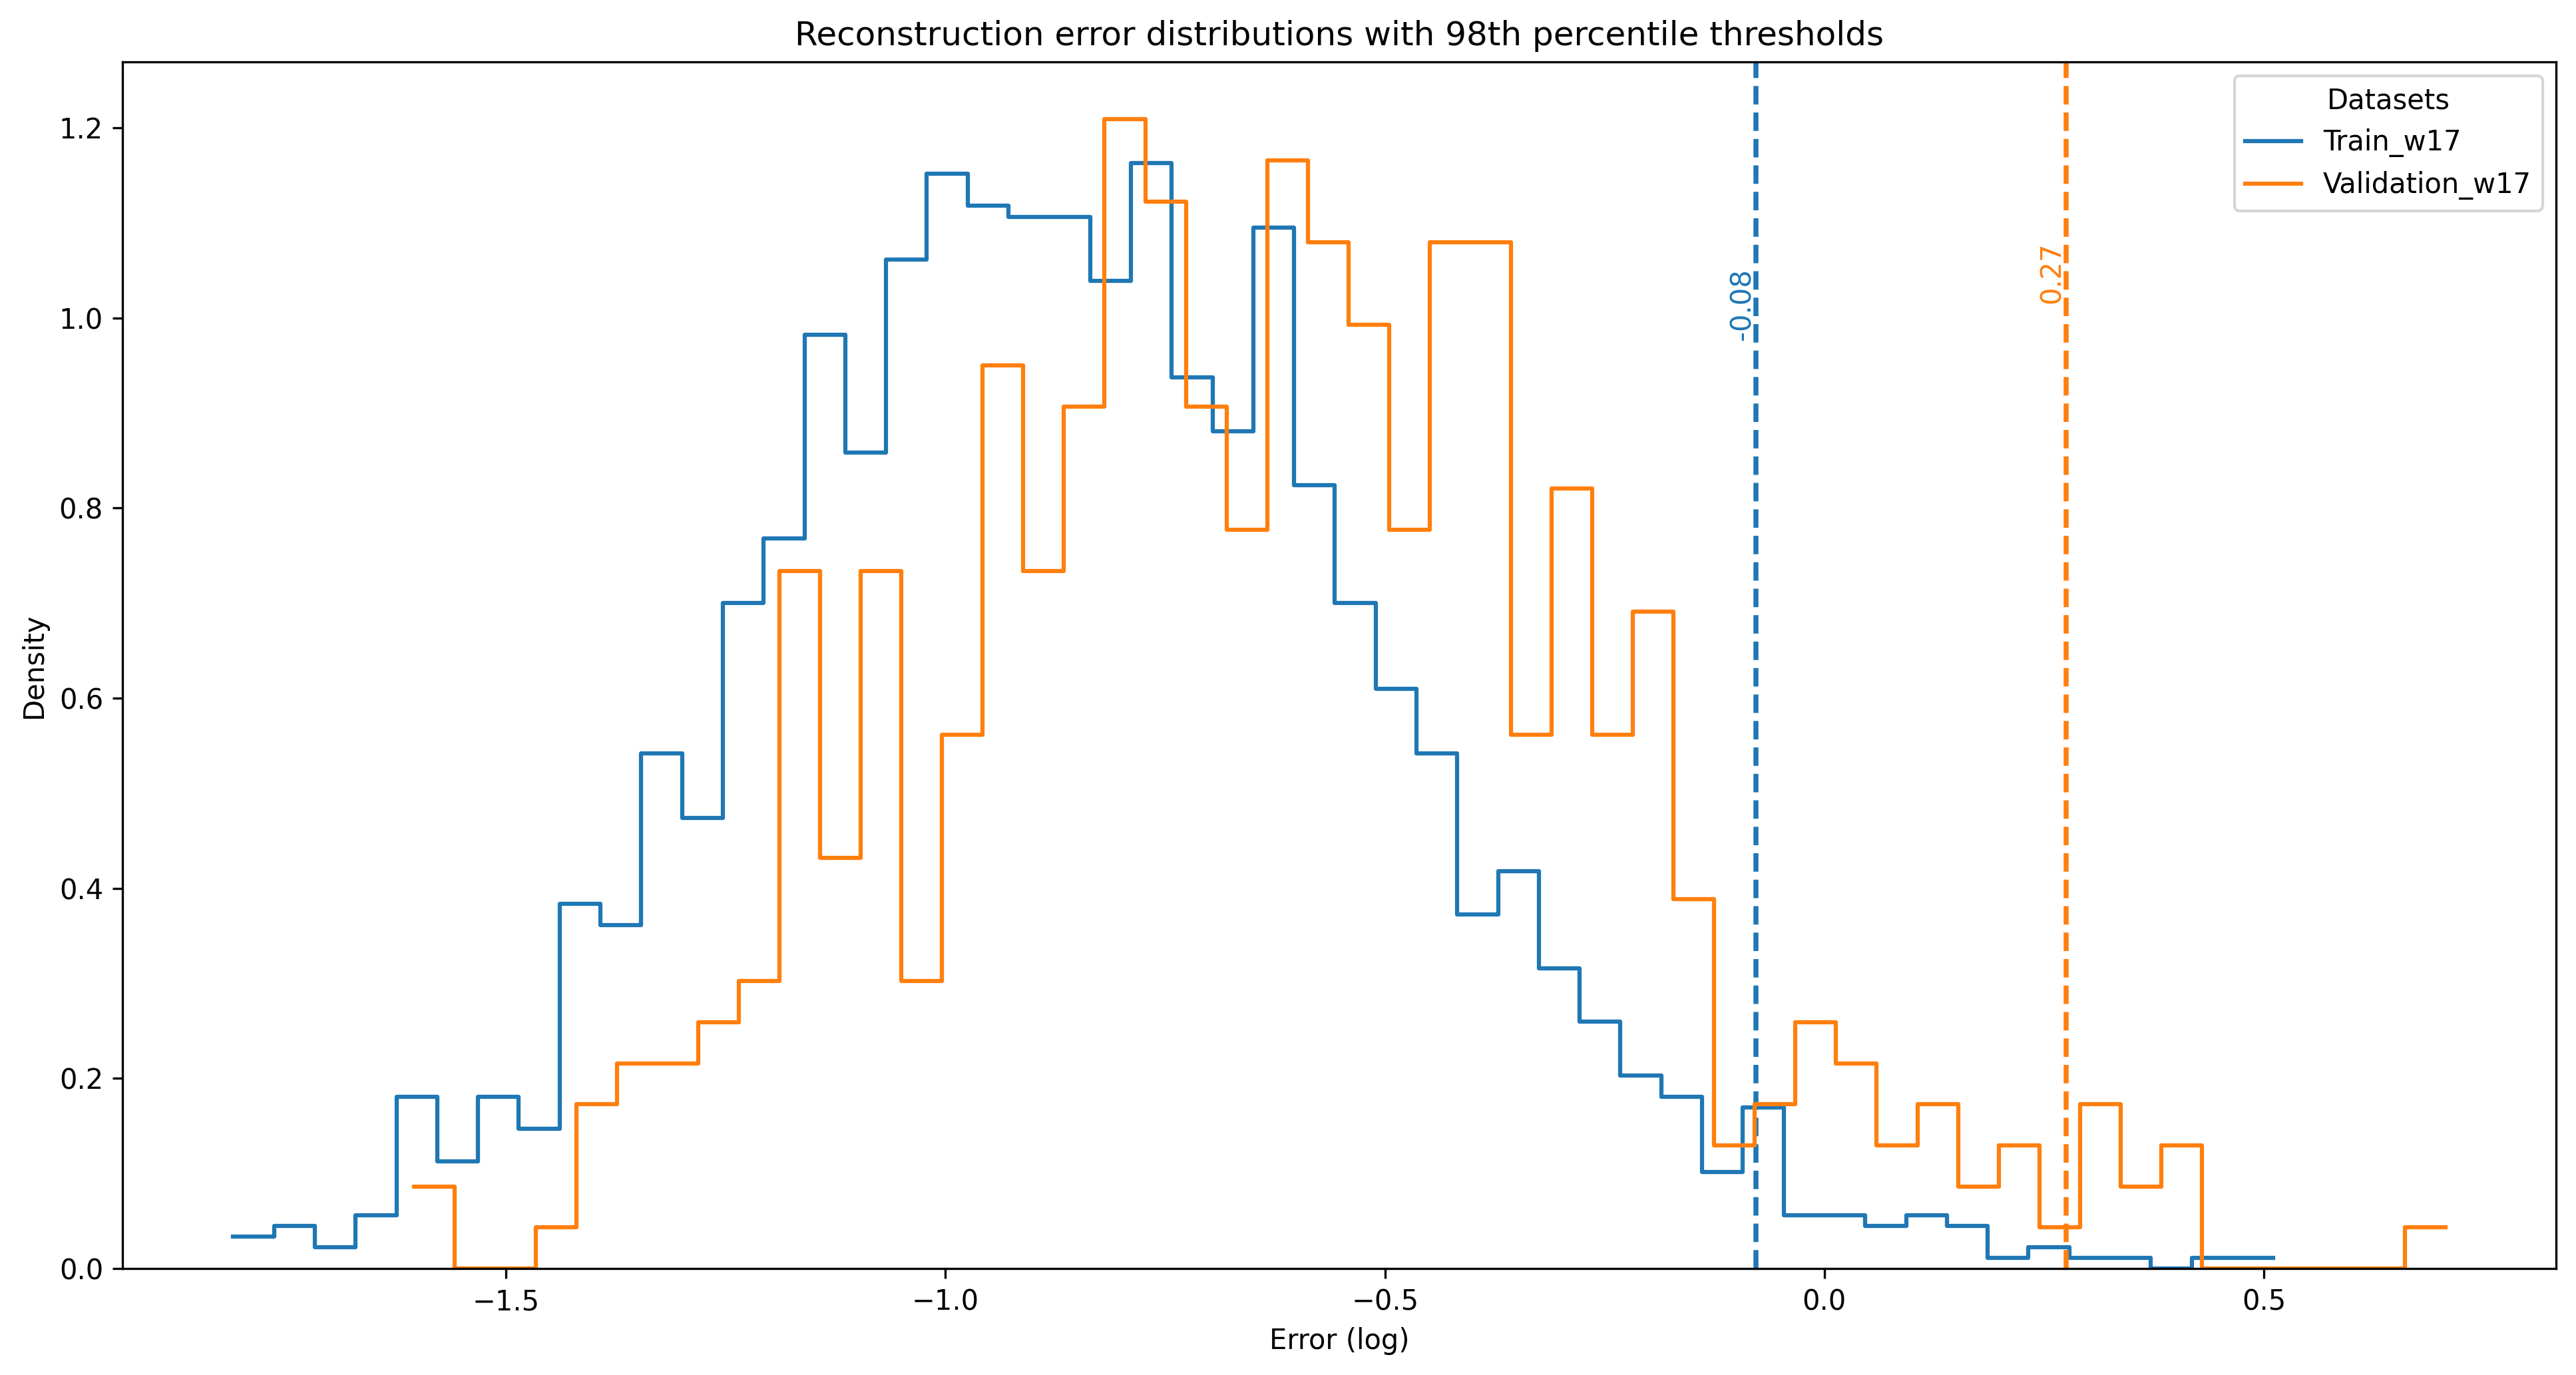 Reconstruction error distributions with 98th percentile thresholds
Datasets
Train_w17
Validation_w17
-0.08
0.27
Density
1.2
1.0
0.8
0.6
0.4
0.2
0.0
−1.5
−1.0
−0.5
0.0
0.5
Error (log)